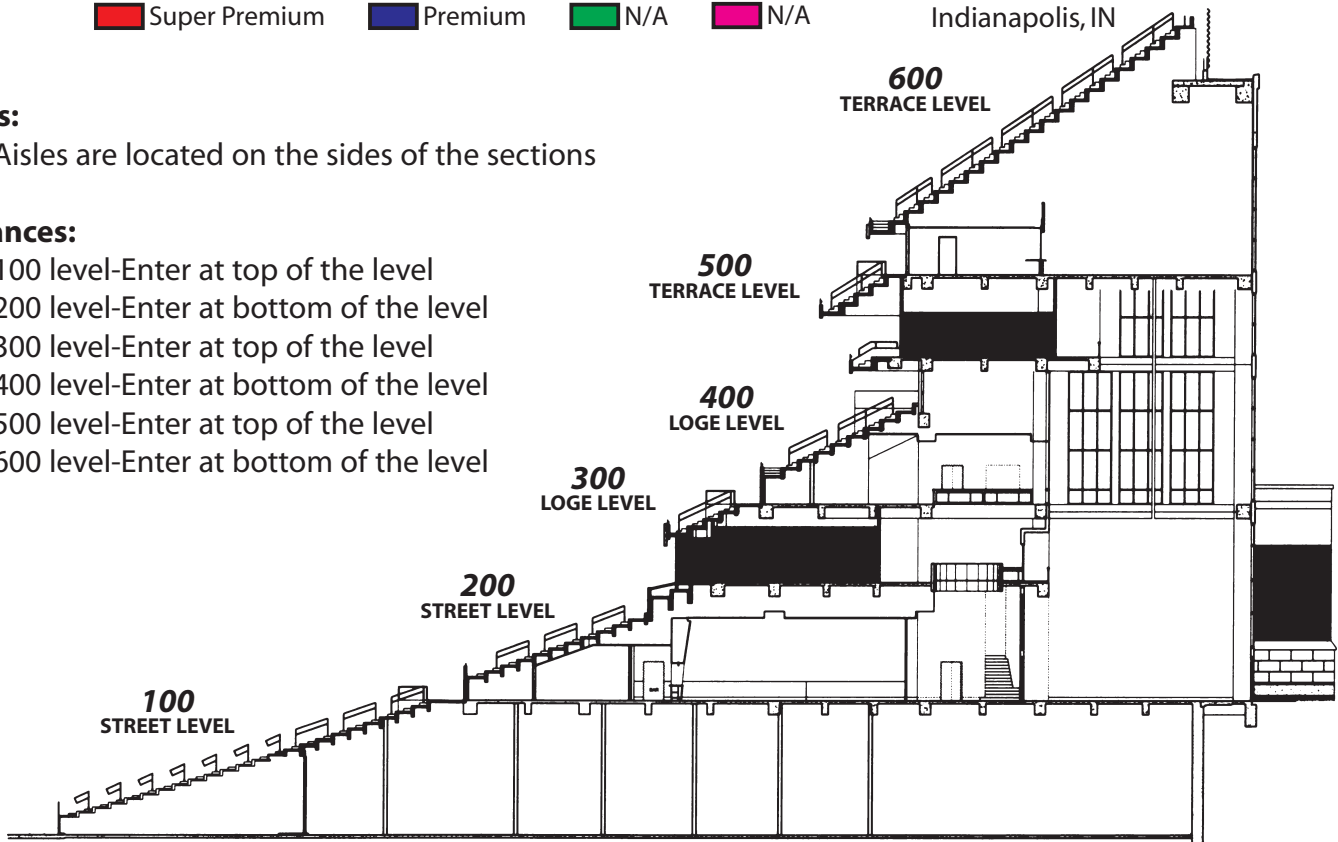 Super Premium Premium N/A N/A Indianapolis, IN
s:
Aisles are located on the sides of the sections
ances:
100 level-Enter at top of the level
200 level-Enter at bottom of the level
300 level-Enter at top of the level
400 level-Enter at bottom of the level
500 level-Enter at top of the level
600 level-Enter at bottom of the level
600
TERRACE LEVEL
500
TERRACE LEVEL
400
LOGE LEVEL
300
LOGE LEVEL
200
STREET LEVEL
100
STREET LEVEL